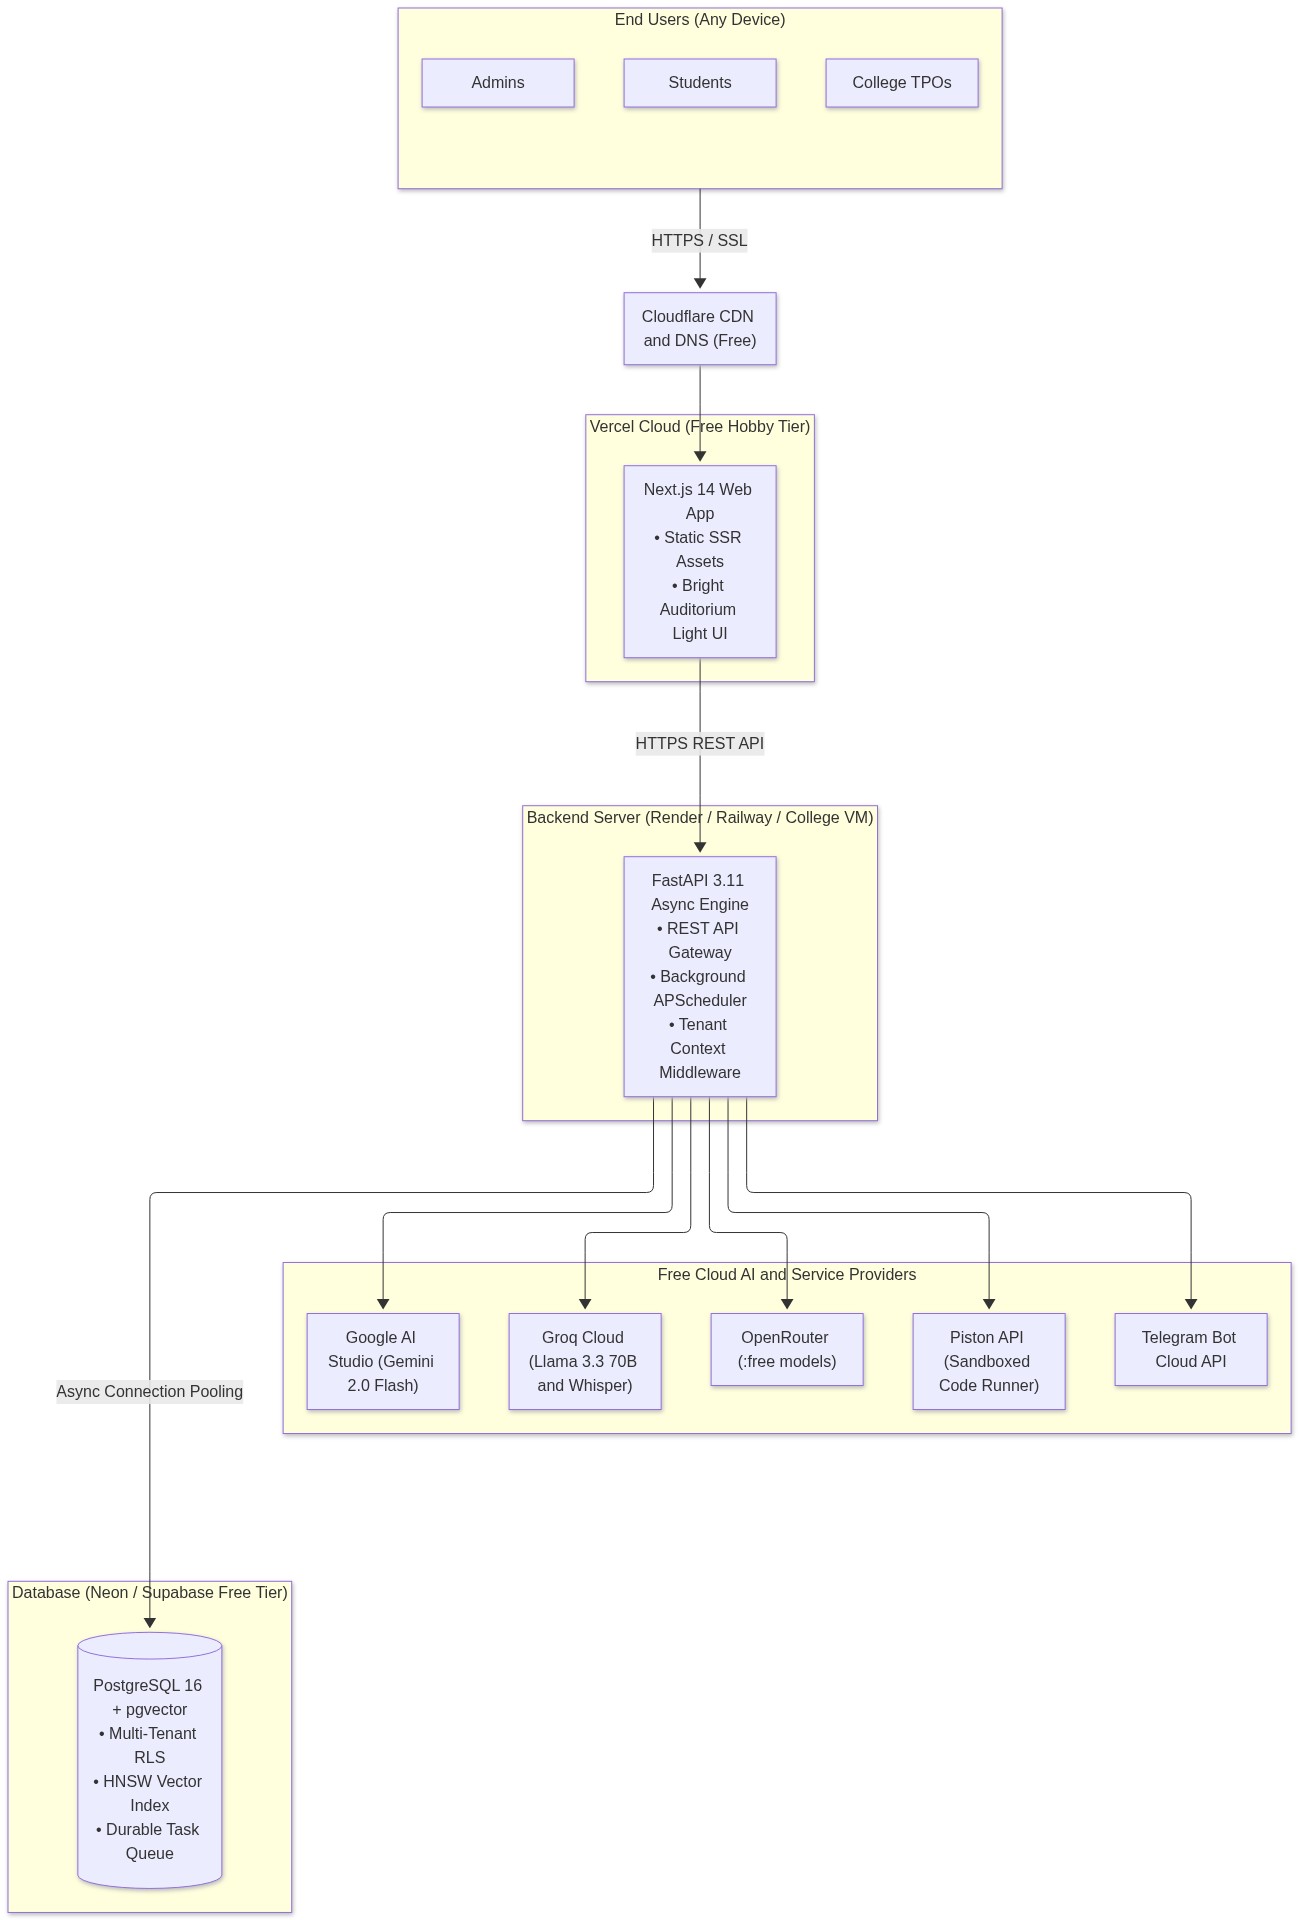 End Users (Any Device)
Admins
Students
College TPOs
HTTPS / SSL
Cloudflare CDN
and DNS (Free)
Vercel Cloud (Free Hobby Tier)
Next.js 14 Web
App
• Static SSR
Assets
• Bright
Auditorium
Light UI
HTTPS REST API
Backend Server (Render / Railway / College VM)
FastAPI 3.11
Async Engine
• REST API
Gateway
• Background
APScheduler
• Tenant
Context
Middleware
Free Cloud AI and Service Providers
Google AI
Studio (Gemini
2.0 Flash)
Groq Cloud
(Llama 3.3 70B
and Whisper)
OpenRouter
(:free models)
Piston API
(Sandboxed
Code Runner)
Telegram Bot
Cloud API
Async Connection Pooling
Database (Neon / Supabase Free Tier)
PostgreSQL 16
+ pgvector
• Multi-Tenant
RLS
• HNSW Vector
Index
• Durable Task
Queue